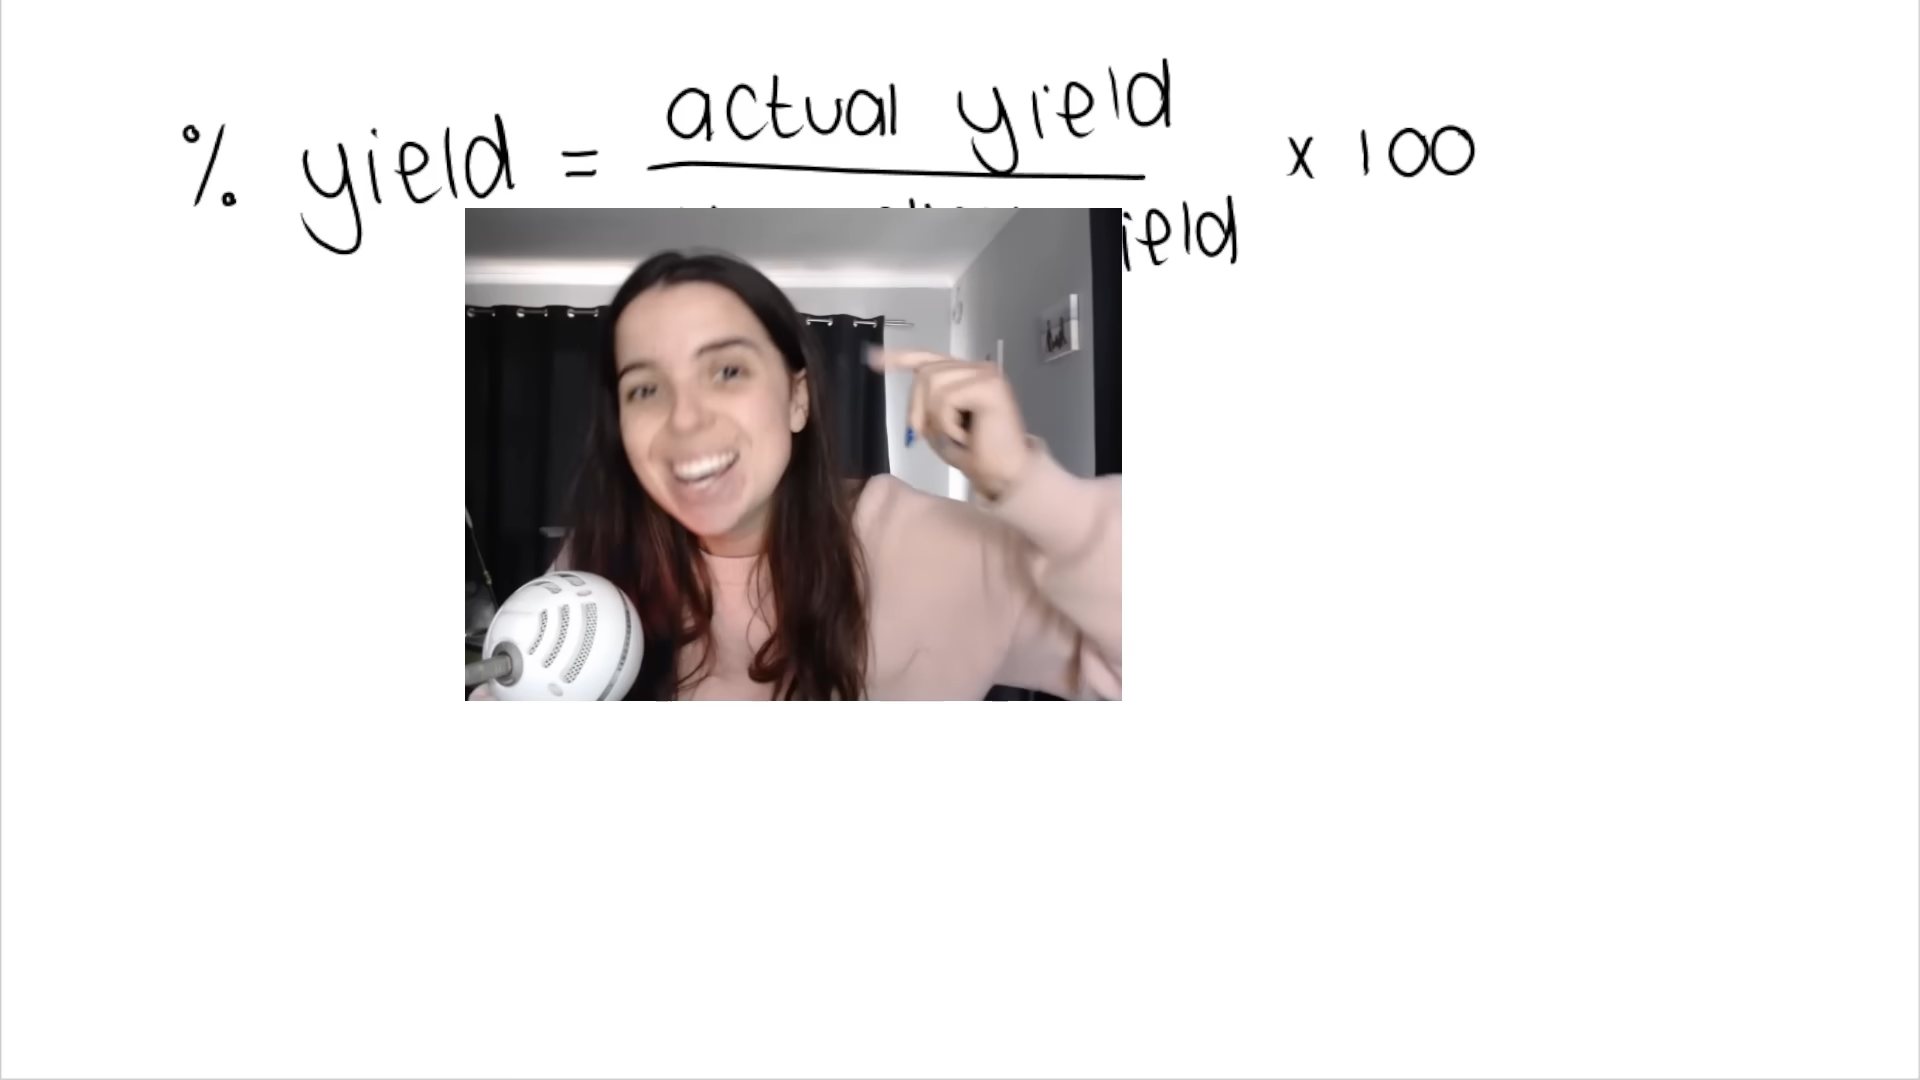 actual yield
% yield = x 100